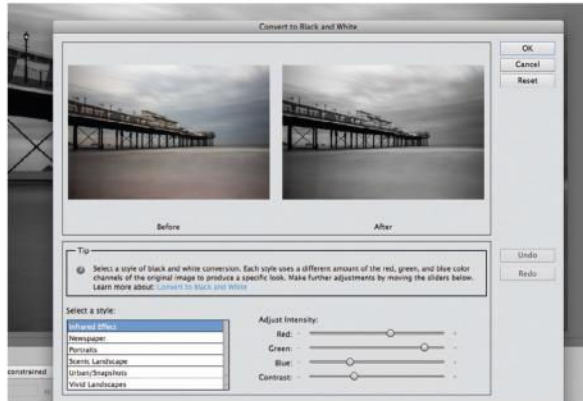 Convert to Black and White
OK
Cancel
Reset
Before
After
Tip
Select a style of black and white conversion. Each style uses a different amount of the red, green, and blue color
channels of the original image to produce a specific look. Make further adjustments by moving the sliders below.
Learn more about: Convert to Black and White
Undo
Redo
Select a style:
Infrared Effect
Newspaper
Portraits
Scenic Landscape
Urban/Snapshots
Vivid Landscapes
Adjust Intensity:
Red: - +
Green: - +
Blue: - +
Contrast: - +
constrained